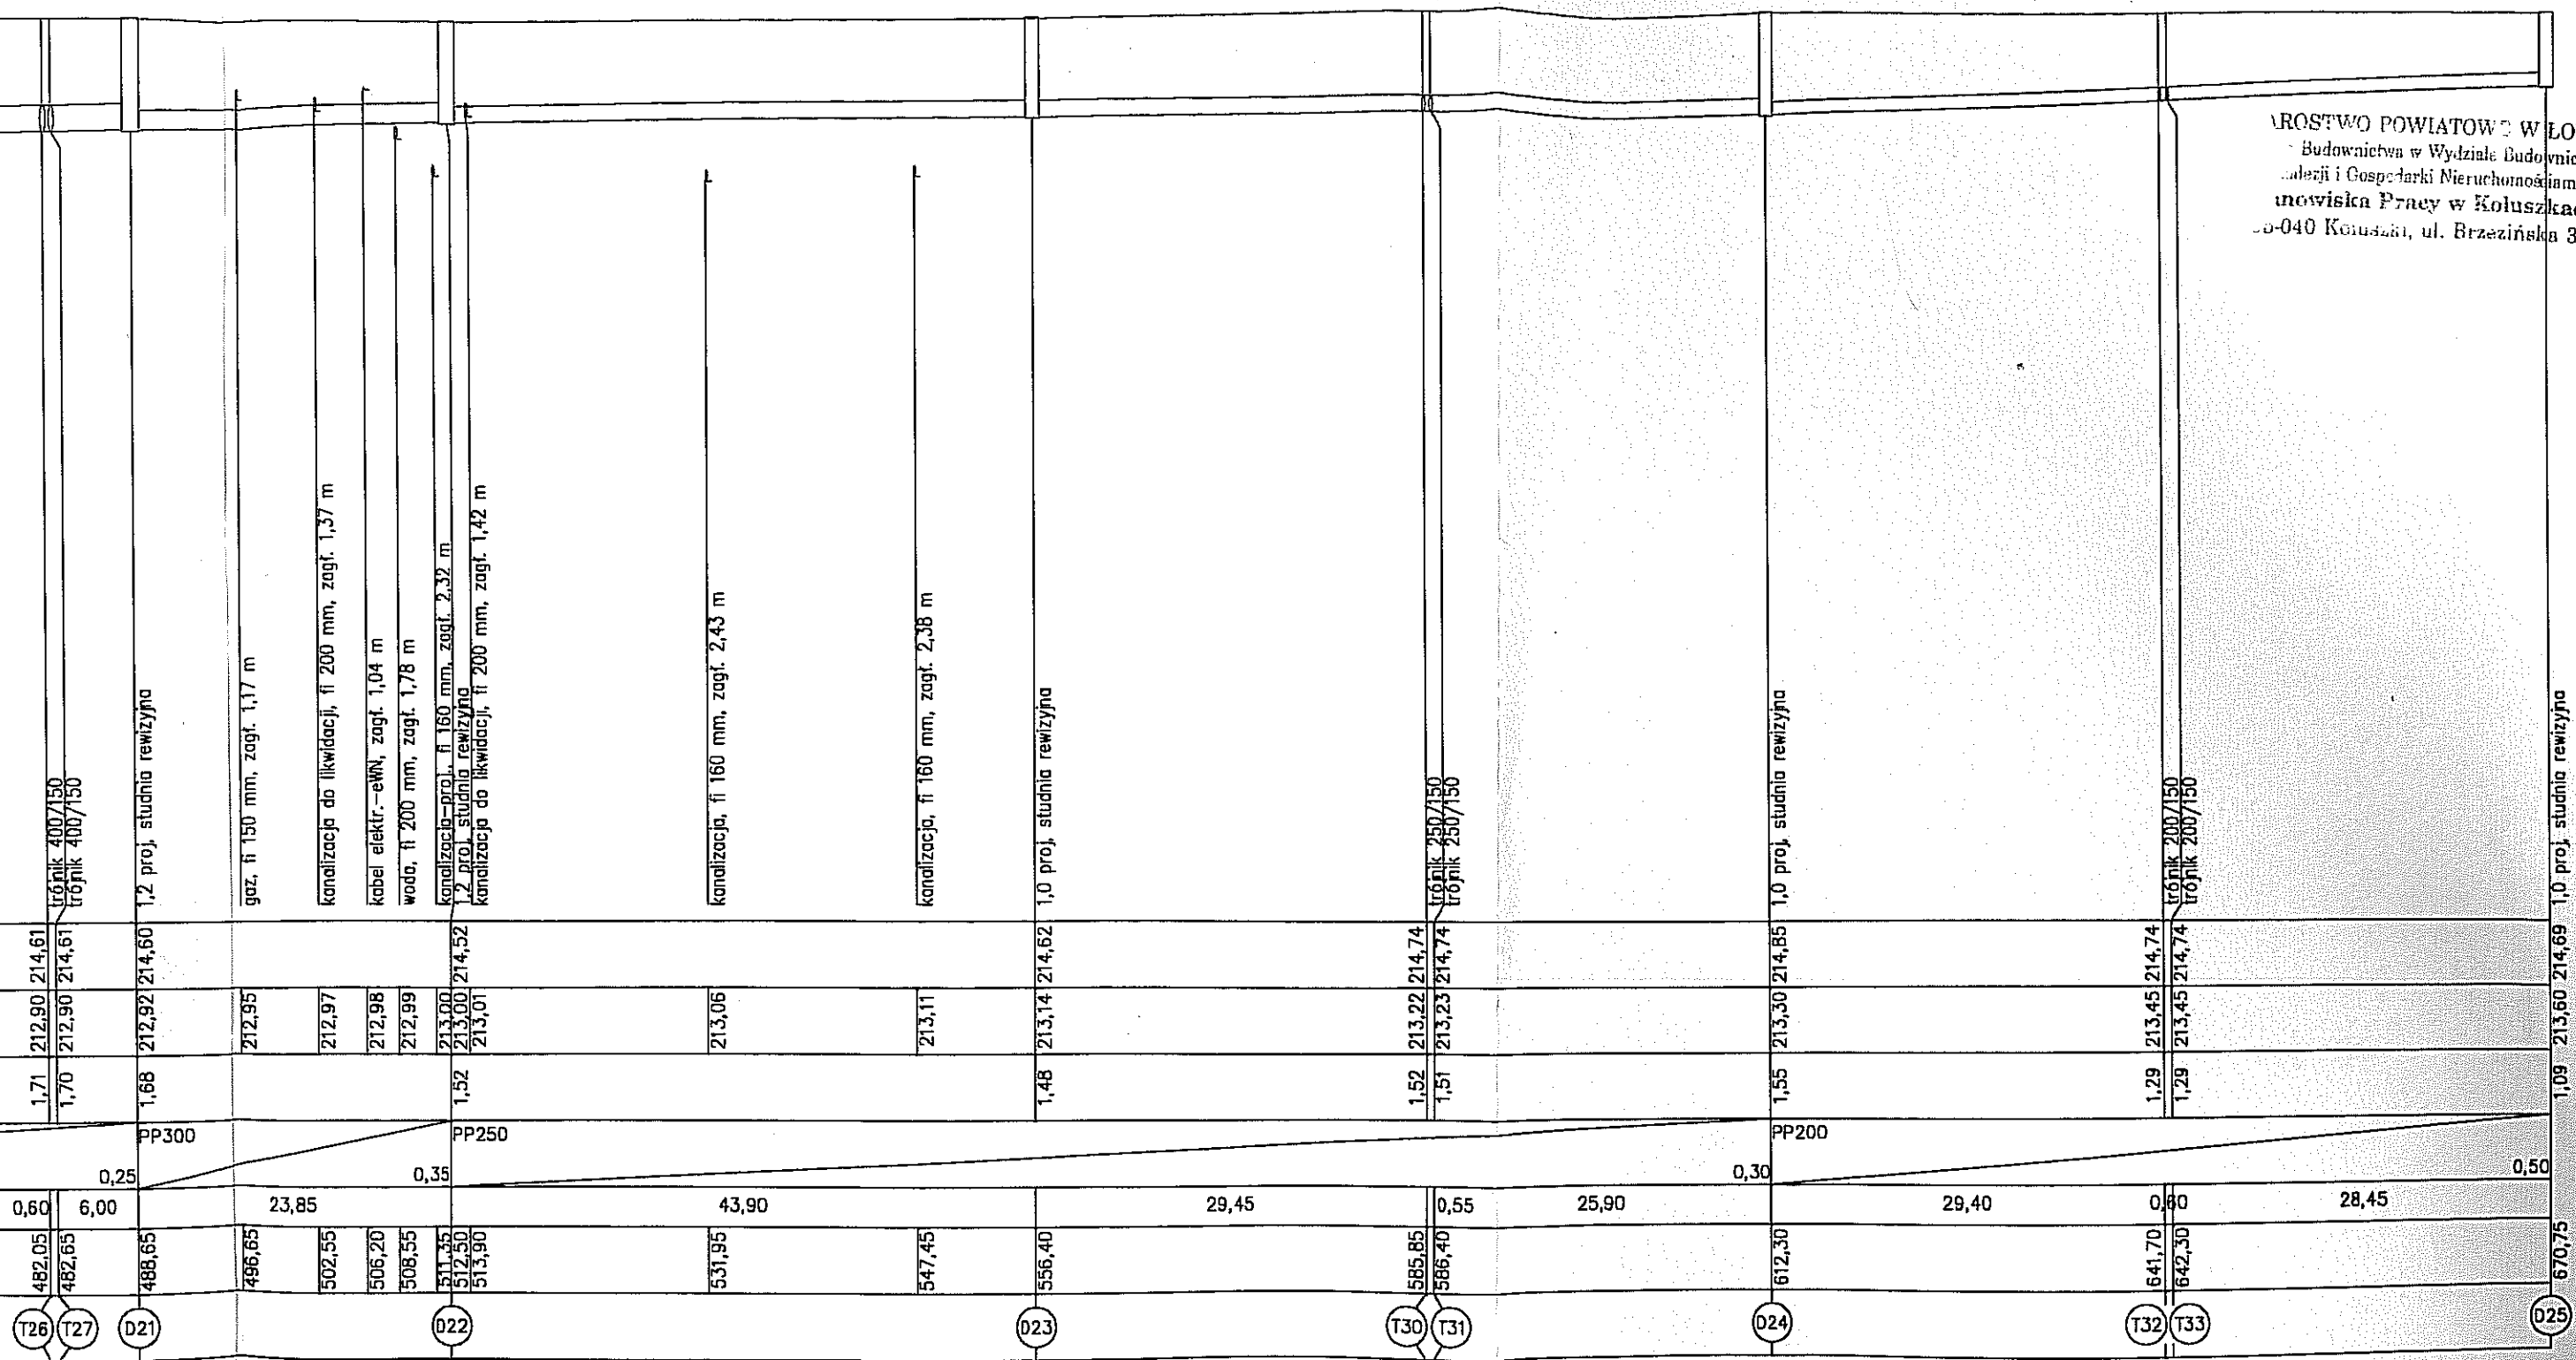 POWIATOW
Budownictwa w Wydziale
i Gospodarki
Pracy w
ul. Brzezińska 3
trójnik 400/150
trójnik 400/150
1,2 proj. studnia rewizyjna
gaz, fi 150 mm, zagł. 1,17 m
kanalizacja do likwidacji, fi 200 mm, zagł. 1,37 m
kabel elektr.-eWN, zagł. 1,04 m
woda, fi 200 mm, zagł. 1,78 m
kanalizacja-proj., fi 160 mm, zagł. 2,32 m
1,2 proj. studnia rewizyjna
kanalizacja do likwidacji, fi 200 mm, zagł. 1,42 m
kanalizacja, fi 160 mm, zagł. 2,43 m
kanalizacja, fi 160 mm, zagł. 2,38 m
1,0 proj. studnia rewizyjna
trójnik 250/150
trójnik 250/150
1,0 proj. studnia rewizyjna
trójnik 200/150
trójnik 200/150
1,0 proj. studnia rewizyjna
214,61 214,61 214,60 214,52 214,62 214,74 214,74 214,85 214,74 214,74 214,69
212,90 212,90 212,92 212,95 212,97 212,98 212,99 213,00 213,00 213,01 213,06 213,11 213,14 213,22 213,23 213,30 213,45 213,45 213,60
1,71 1,70 1,68 1,52 1,48 1,52 1,51 1,55 1,29 1,29 1,09
PP300 PP250 PP200
0,25 0,35 0,30 0,50
0,60 6,00 23,85 43,90 29,45 0,55 25,90 29,40 0,60 28,45
482,05 482,65 488,65 496,65 502,55 506,20 508,55 511,35 512,50 513,90 531,95 547,45 556,40 585,85 586,40 612,30 641,70 642,30 670,75
T26 T27 D21 D22 D23 T30 T31 D24 T32 T33 D25